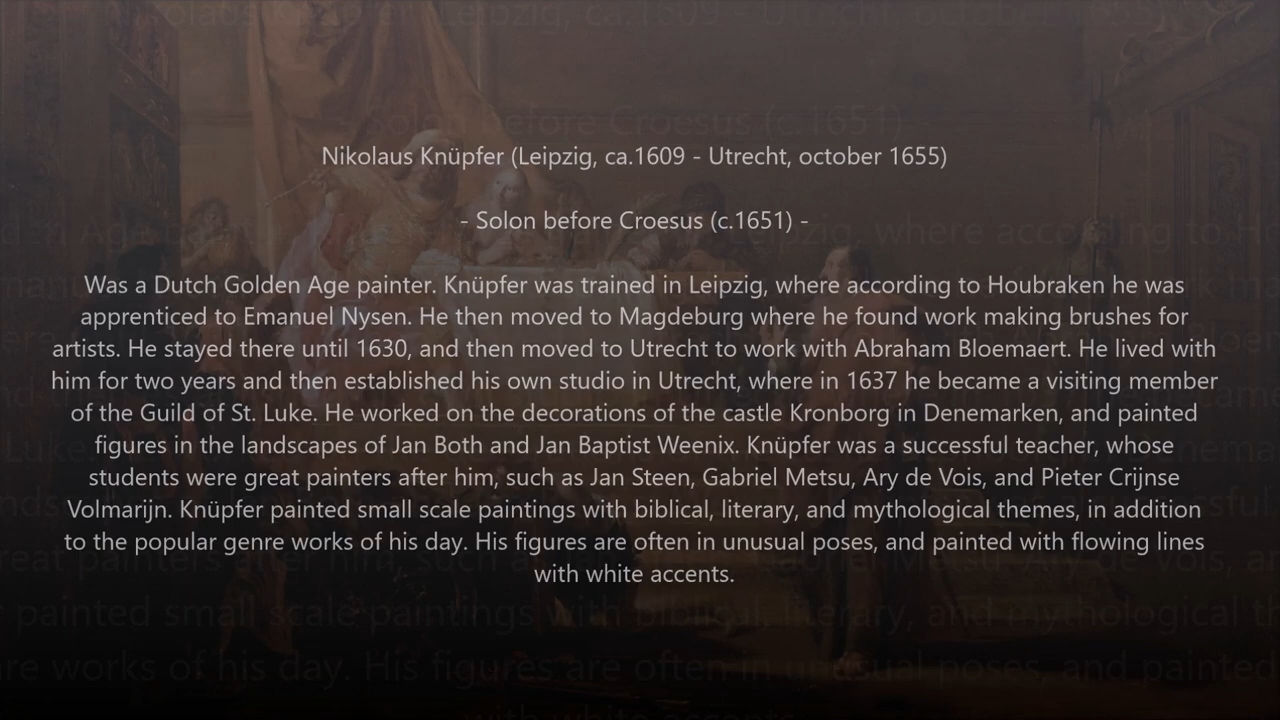 Nikolaus Knüpfer (Leipzig, ca.1609 - Utrecht, october 1655)
- Solon before Croesus (c.1651) -
Was a Dutch Golden Age painter. Knüpfer was trained in Leipzig, where according to Houbraken he was
apprenticed to Emanuel Nysen. He then moved to Magdeburg where he found work making brushes for
artists. He stayed there until 1630, and then moved to Utrecht to work with Abraham Bloemaert. He lived with
him for two years and then established his own studio in Utrecht, where in 1637 he became a visiting member
of the Guild of St. Luke. He worked on the decorations of the castle Kronborg in Denemarken, and painted
figures in the landscapes of Jan Both and Jan Baptist Weenix. Knüpfer was a successful teacher, whose
students were great painters after him, such as Jan Steen, Gabriel Metsu, Ary de Vois, and Pieter Crijnse
Volmarijn. Knüpfer painted small scale paintings with biblical, literary, and mythological themes, in addition
to the popular genre works of his day. His figures are often in unusual poses, and painted with flowing lines
with white accents.